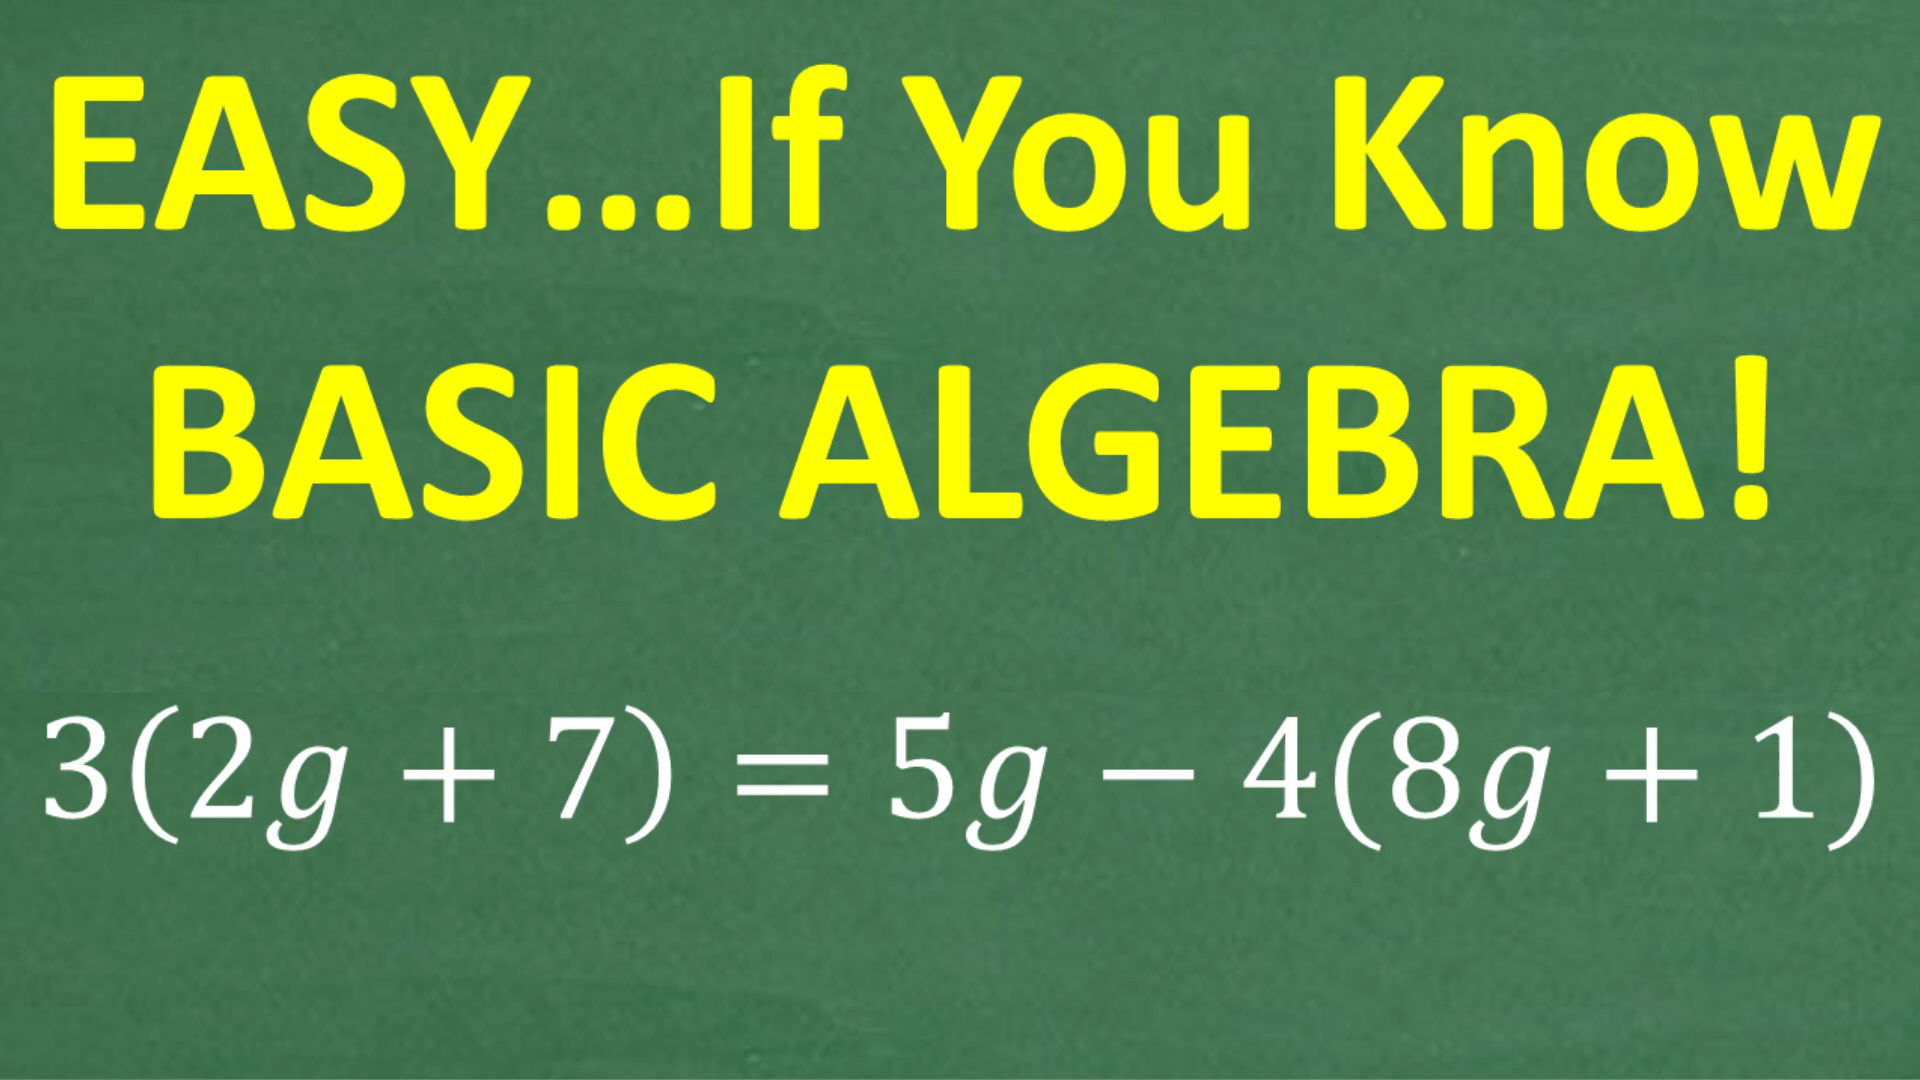 EASY...If You Know
BASIC ALGEBRA!
3(2g + 7) = 5g − 4(8g + 1)